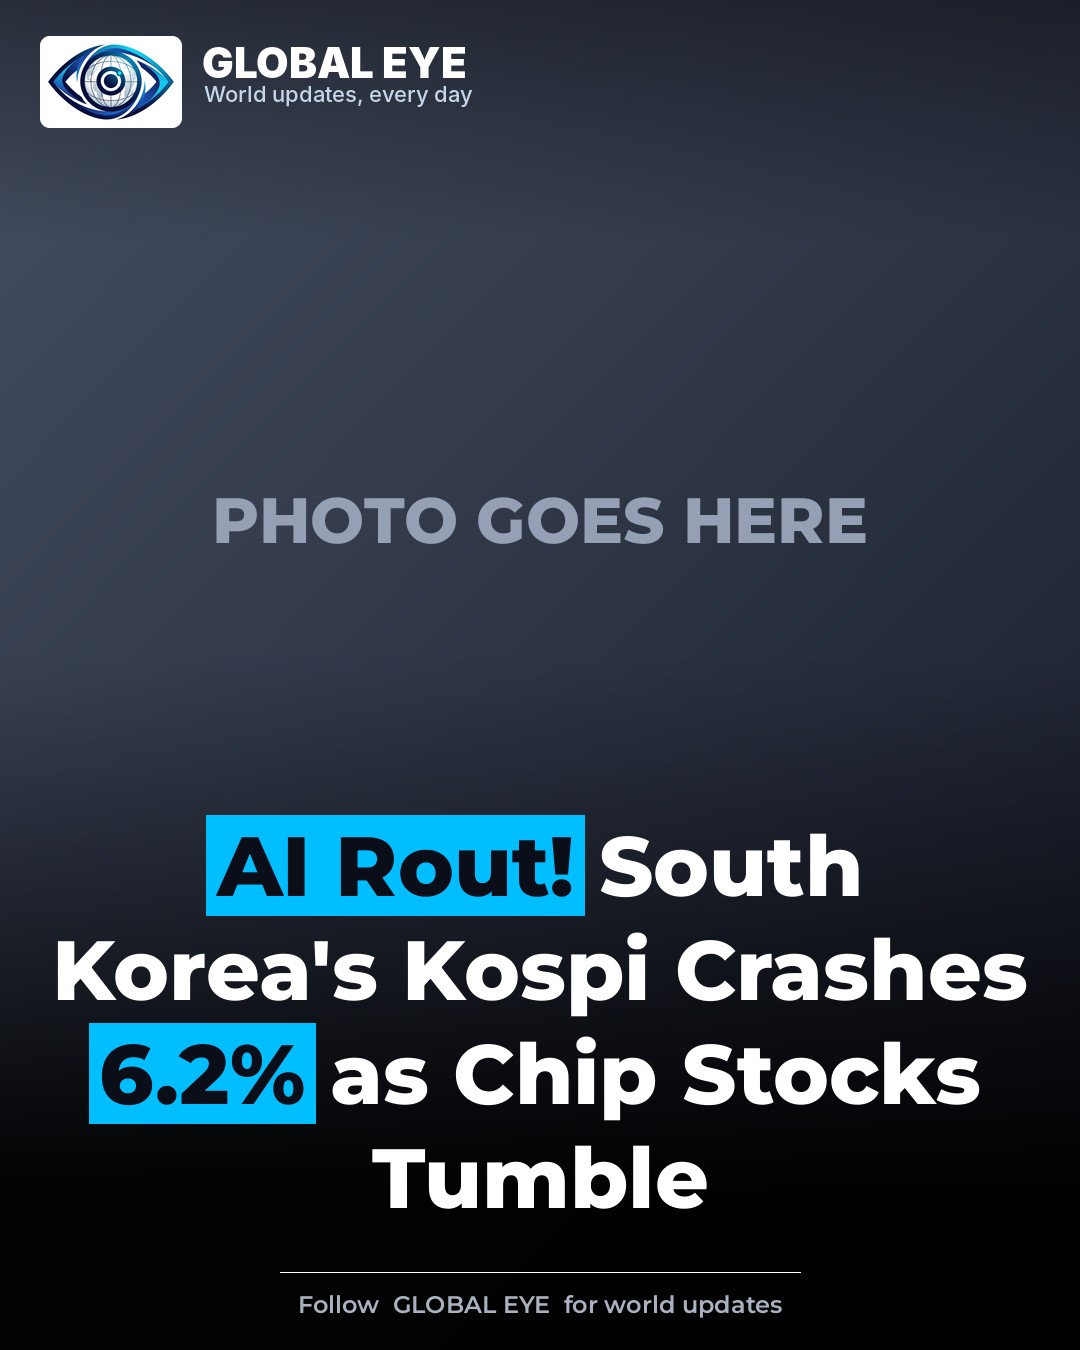 GLOBAL EYE
World updates, every day
PHOTO GOES HERE
AI Rout! South
Korea's Kospi Crashes
6.2% as Chip Stocks
Tumble
Follow GLOBAL EYE for world updates